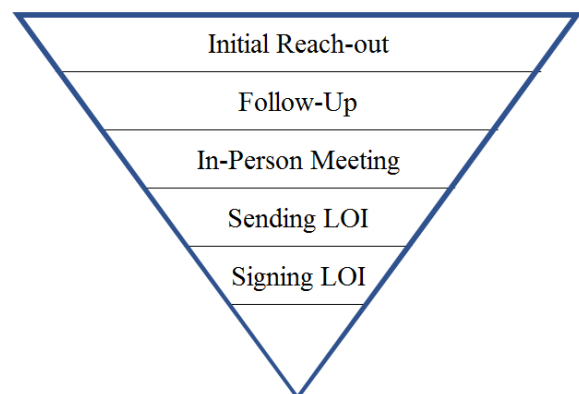 Initial Reach-out
Follow-Up
In-Person Meeting
Sending LOI
Signing LOI